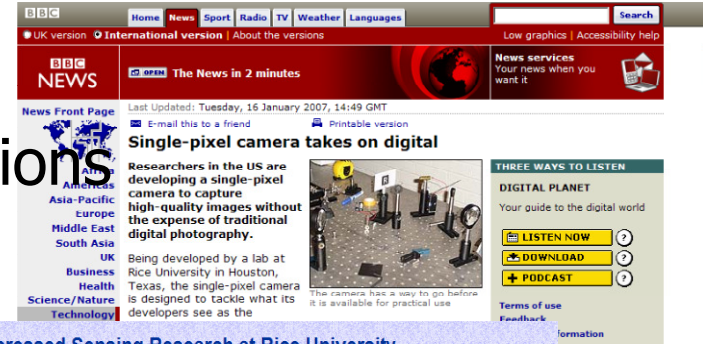 BBC
Home News Sport Radio TV Weather Languages
Search
UK version International version | About the versions
Low graphics | Accessibility help
BBC
NEWS
OPEN The News in 2 minutes
News services
Your news when you
want it
News Front Page
Africa
Americas
Asia-Pacific
Europe
Middle East
South Asia
UK
Business
Health
Science/Nature
Technology
ions
Last Updated: Tuesday, 16 January 2007, 14:49 GMT
E-mail this to a friend
Printable version
Single-pixel camera takes on digital
Researchers in the US are
developing a single-pixel
camera to capture
high-quality images without
the expense of traditional
digital photography.
Being developed by a lab at
Rice University in Houston,
Texas, the single-pixel camera
is designed to tackle what its
developers see as the
The camera has a way to go before
it is available for practical use
THREE WAYS TO LISTEN
DIGITAL PLANET
Your guide to the digital world
LISTEN NOW ?
DOWNLOAD ?
+ PODCAST ?
Terms of use
Feedback
formation
ressed Sensing Research at Rice University